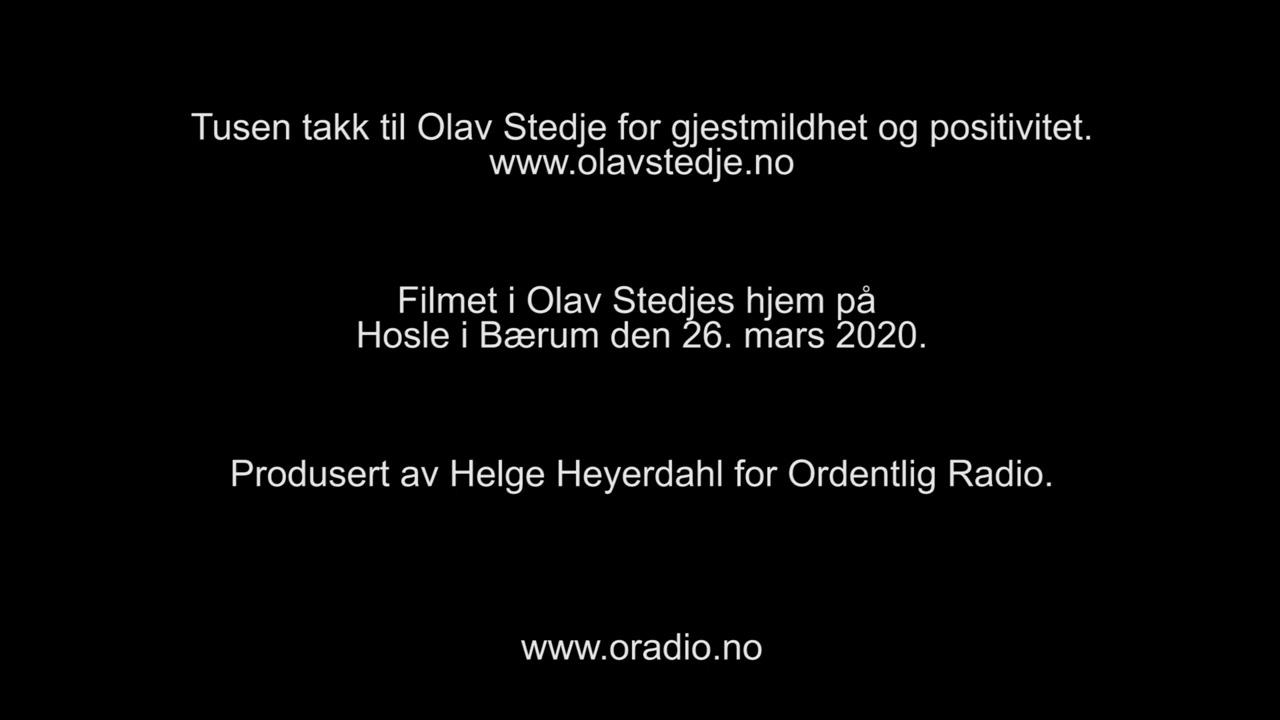 Tusen takk til Olav Stedje for gjestmildhet og positivitet.
www.olavstedje.no
Filmet i Olav Stedjes hjem på
Hosle i Bærum den 26. mars 2020.
Produsert av Helge Heyerdahl for Ordentlig Radio.
www.oradio.no